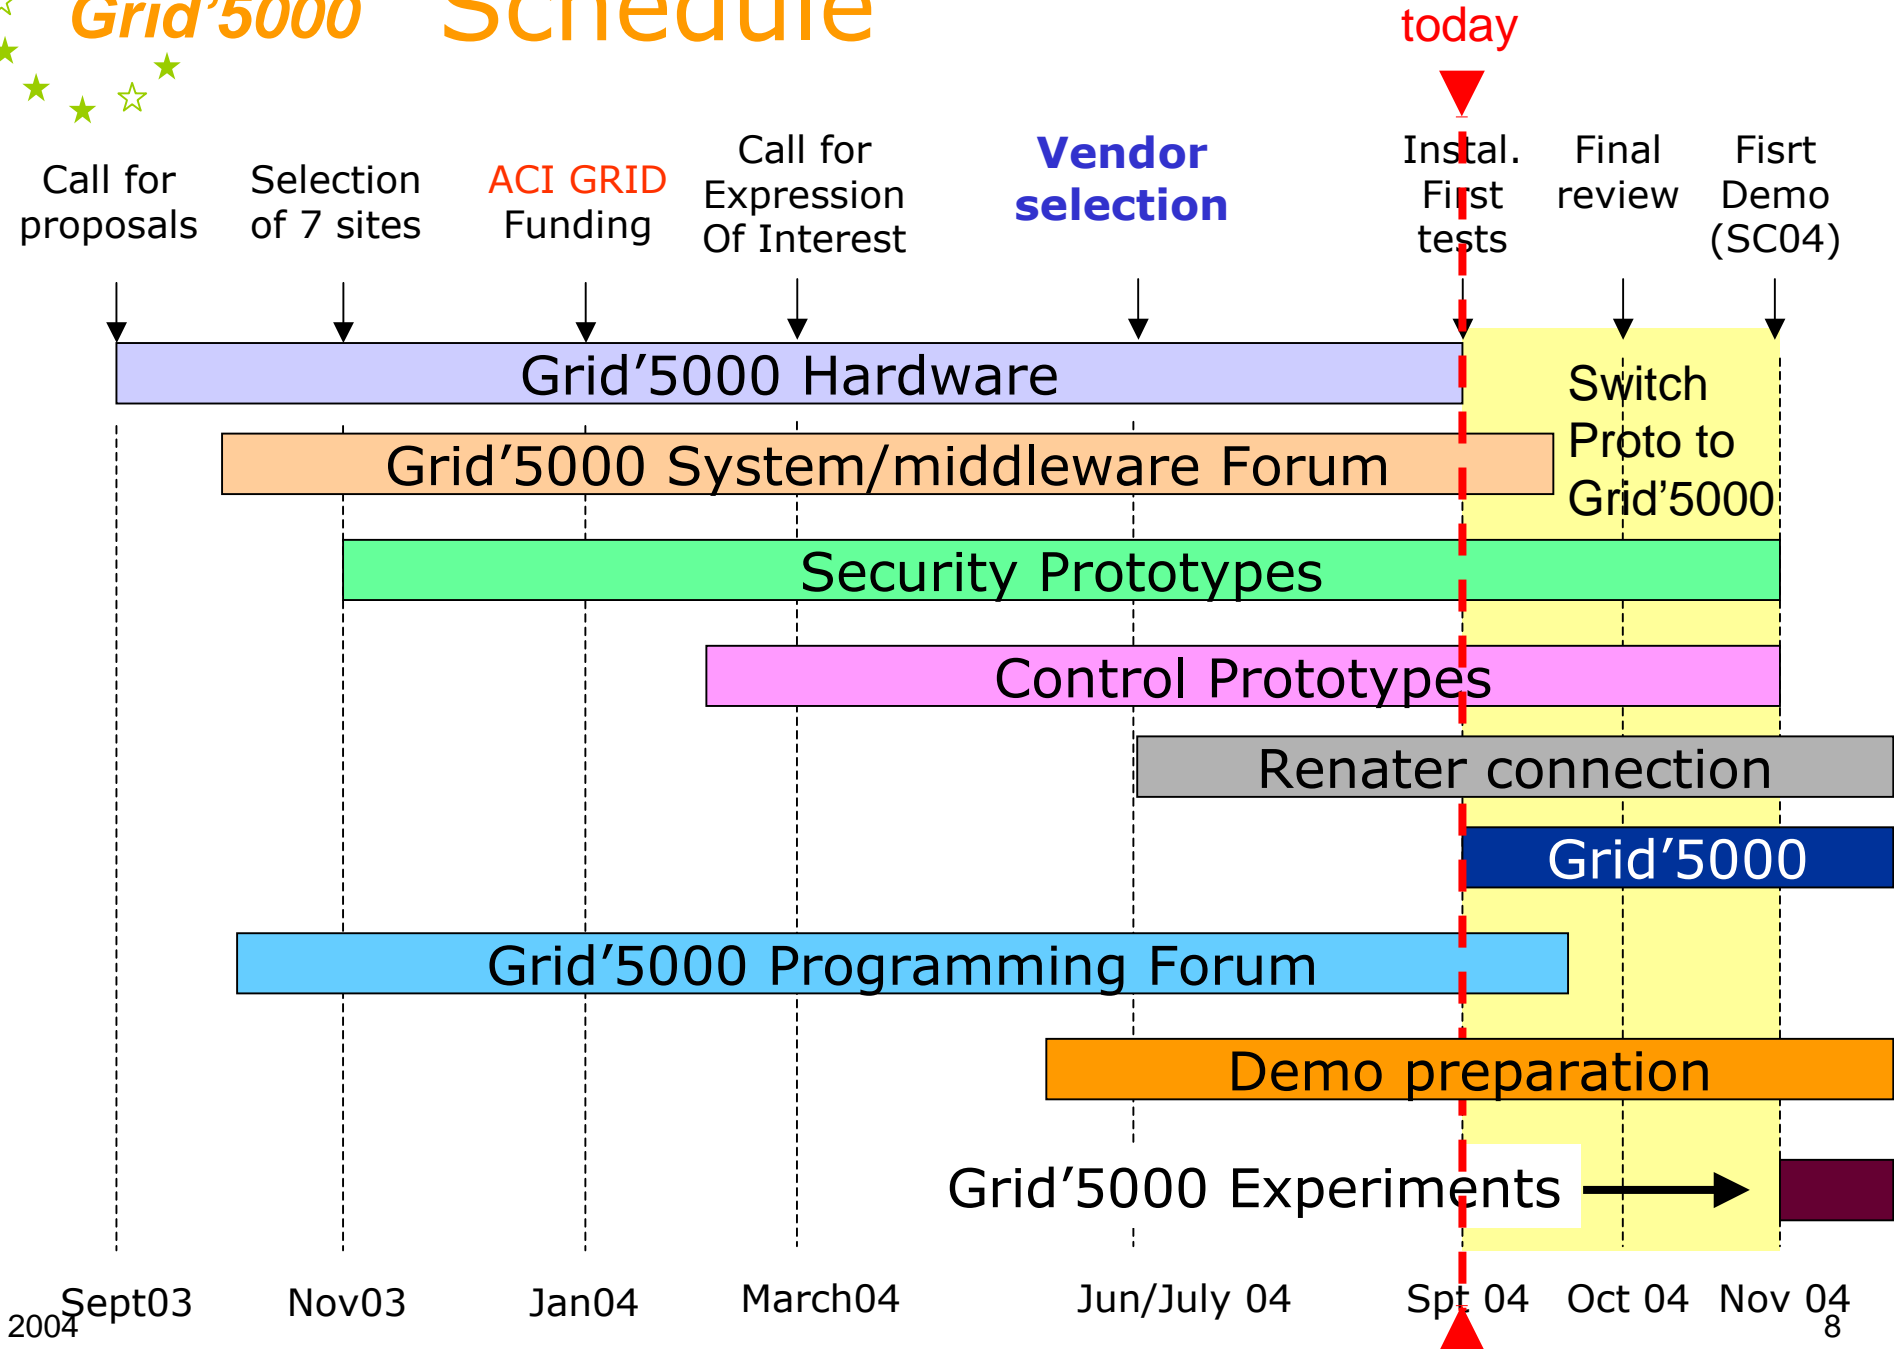 Grid'5000 Schedule
today
Call for
proposals
Selection
of 7 sites
ACI GRID
Funding
Call for
Expression
Of Interest
Vendor
selection
Instal.
First
tests
Final
review
Fisrt
Demo
(SC04)
Grid'5000 Hardware
Switch
Proto to
Grid'5000
Grid'5000 System/middleware Forum
Security Prototypes
Control Prototypes
Renater connection
Grid'5000
Grid'5000 Programming Forum
Demo preparation
Grid'5000 Experiments
Sept03
Nov03
Jan04
March04
Jun/July 04
Spt 04
Oct 04
Nov 04
2004
8